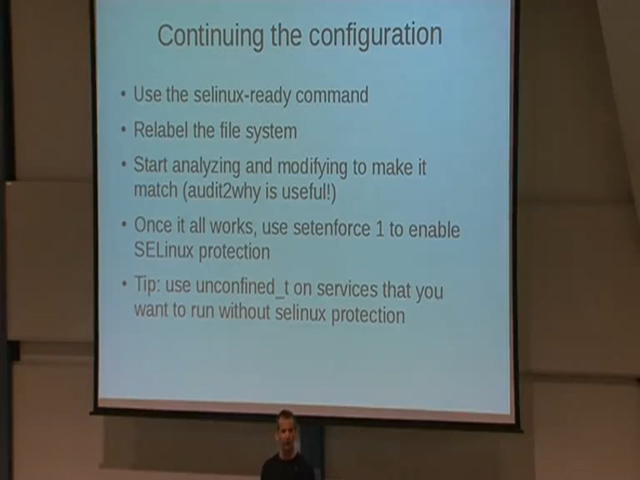 Continuing the configuration
• Use the selinux-ready command
• Relabel the file system
• Start analyzing and modifying to make it
match (audit2why is useful!)
• Once it all works, use setenforce 1 to enable
SELinux protection
• Tip: use unconfined_t on services that you
want to run without selinux protection